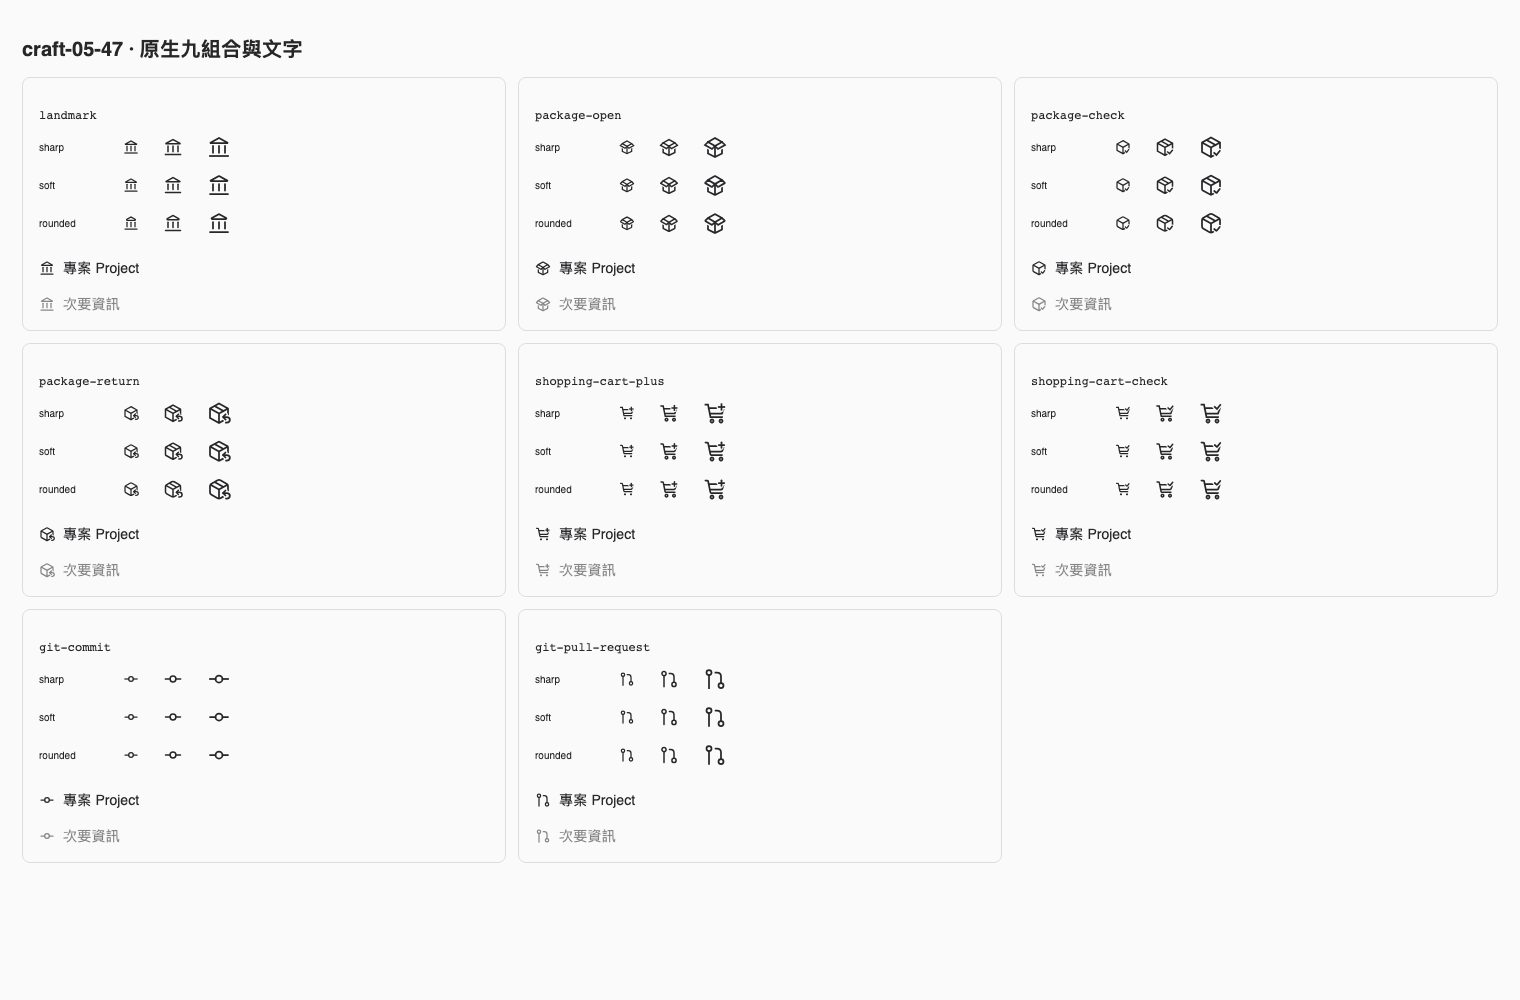 craft-05-47 · 原生九組合與文字
landmark
sharp
soft
rounded
專案 Project
次要資訊
package-open
sharp
soft
rounded
專案 Project
次要資訊
package-check
sharp
soft
rounded
專案 Project
次要資訊
package-return
sharp
soft
rounded
專案 Project
次要資訊
shopping-cart-plus
sharp
soft
rounded
專案 Project
次要資訊
shopping-cart-check
sharp
soft
rounded
專案 Project
次要資訊
git-commit
sharp
soft
rounded
專案 Project
次要資訊
git-pull-request
sharp
soft
rounded
專案 Project
次要資訊